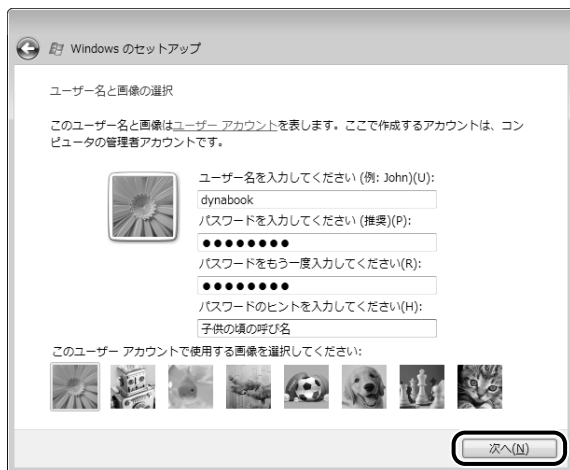 Windows のセットアップ
ユーザー名と画像の選択
このユーザー名と画像はユーザー アカウントを表します。ここで作成するアカウントは、コン
ピュータの管理者アカウントです。
ユーザー名を入力してください (例: John)(U):
dynabook
パスワードを入力してください (推奨)(P):
●●●●●●●●
パスワードをもう一度入力してください(R):
●●●●●●●●
パスワードのヒントを入力してください(H):
子供の頃の呼び名
このユーザー アカウントで使用する画像を選択してください:
次へ(N)